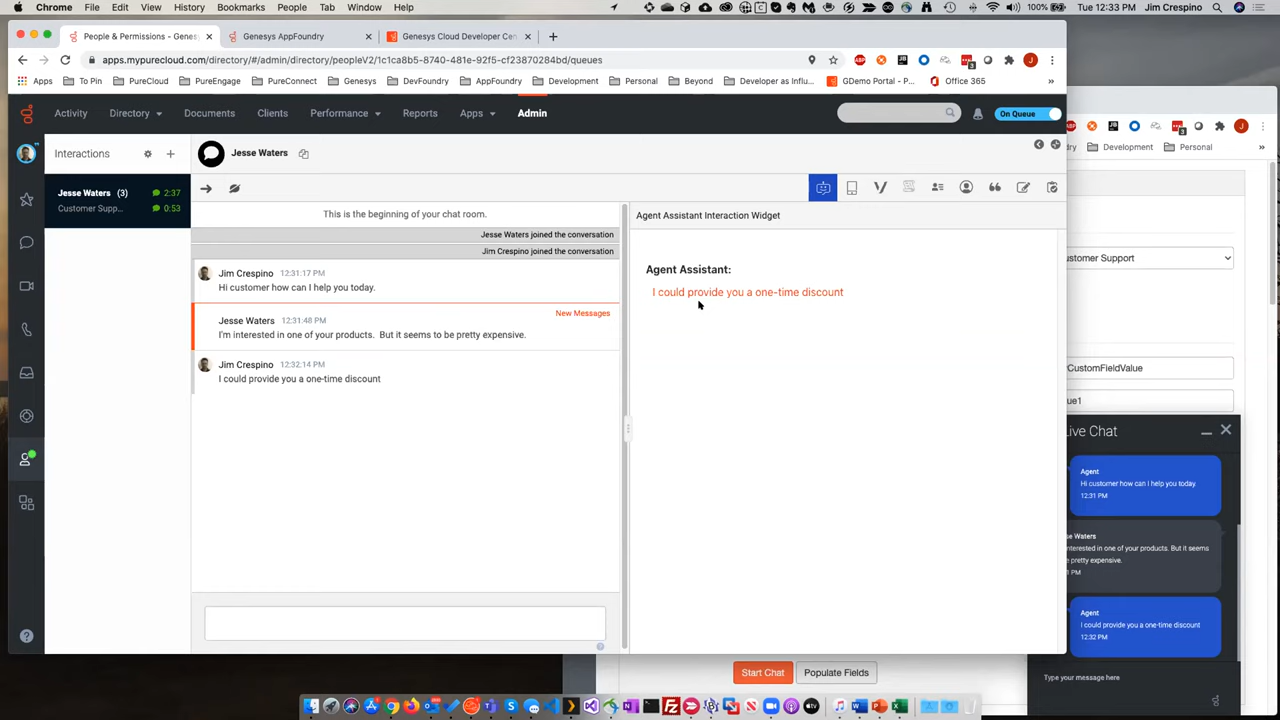 Chrome File Edit View History Bookmarks People Tab Window Help
100% Tue 12:33 PM Jim Crespino
People & Permissions - Genes
Genesys AppFoundry
Genesys Cloud Developer Cen
apps.mypurecloud.com/directory/#/admin/directory/peopleV2/1c1ca8b5-8740-481e-92f5-cf23870284bd/queues
Apps To Pin PureCloud PureEngage PureConnect Genesys DevFoundry AppFoundry Development Personal Beyond Developer as Influ... GDemo Portal - P... Office 365 »
Activity Directory Documents Clients Performance Reports Apps Admin
On Queue
Development Personal »
Interactions
Jesse Waters
Jesse Waters (3) 2:37
Customer Supp... 0:53
This is the beginning of your chat room.
Jesse Waters joined the conversation
Jim Crespino joined the conversation
Jim Crespino 12:31:17 PM
Hi customer how can I help you today.
New Messages
Jesse Waters 12:31:48 PM
I'm interested in one of your products. But it seems to be pretty expensive.
Jim Crespino 12:32:14 PM
I could provide you a one-time discount
Agent Assistant Interaction Widget
Agent Assistant:
I could provide you a one-time discount
ustomer Support
CustomFieldValue
ue1
ive Chat
Agent
Hi customer how can I help you today.
12:31 PM
se Waters
nterested in one of your products. But it seems
e pretty expensive.
PM
Agent
I could provide you a one-time discount
12:32 PM
Type your message here
Start Chat Populate Fields